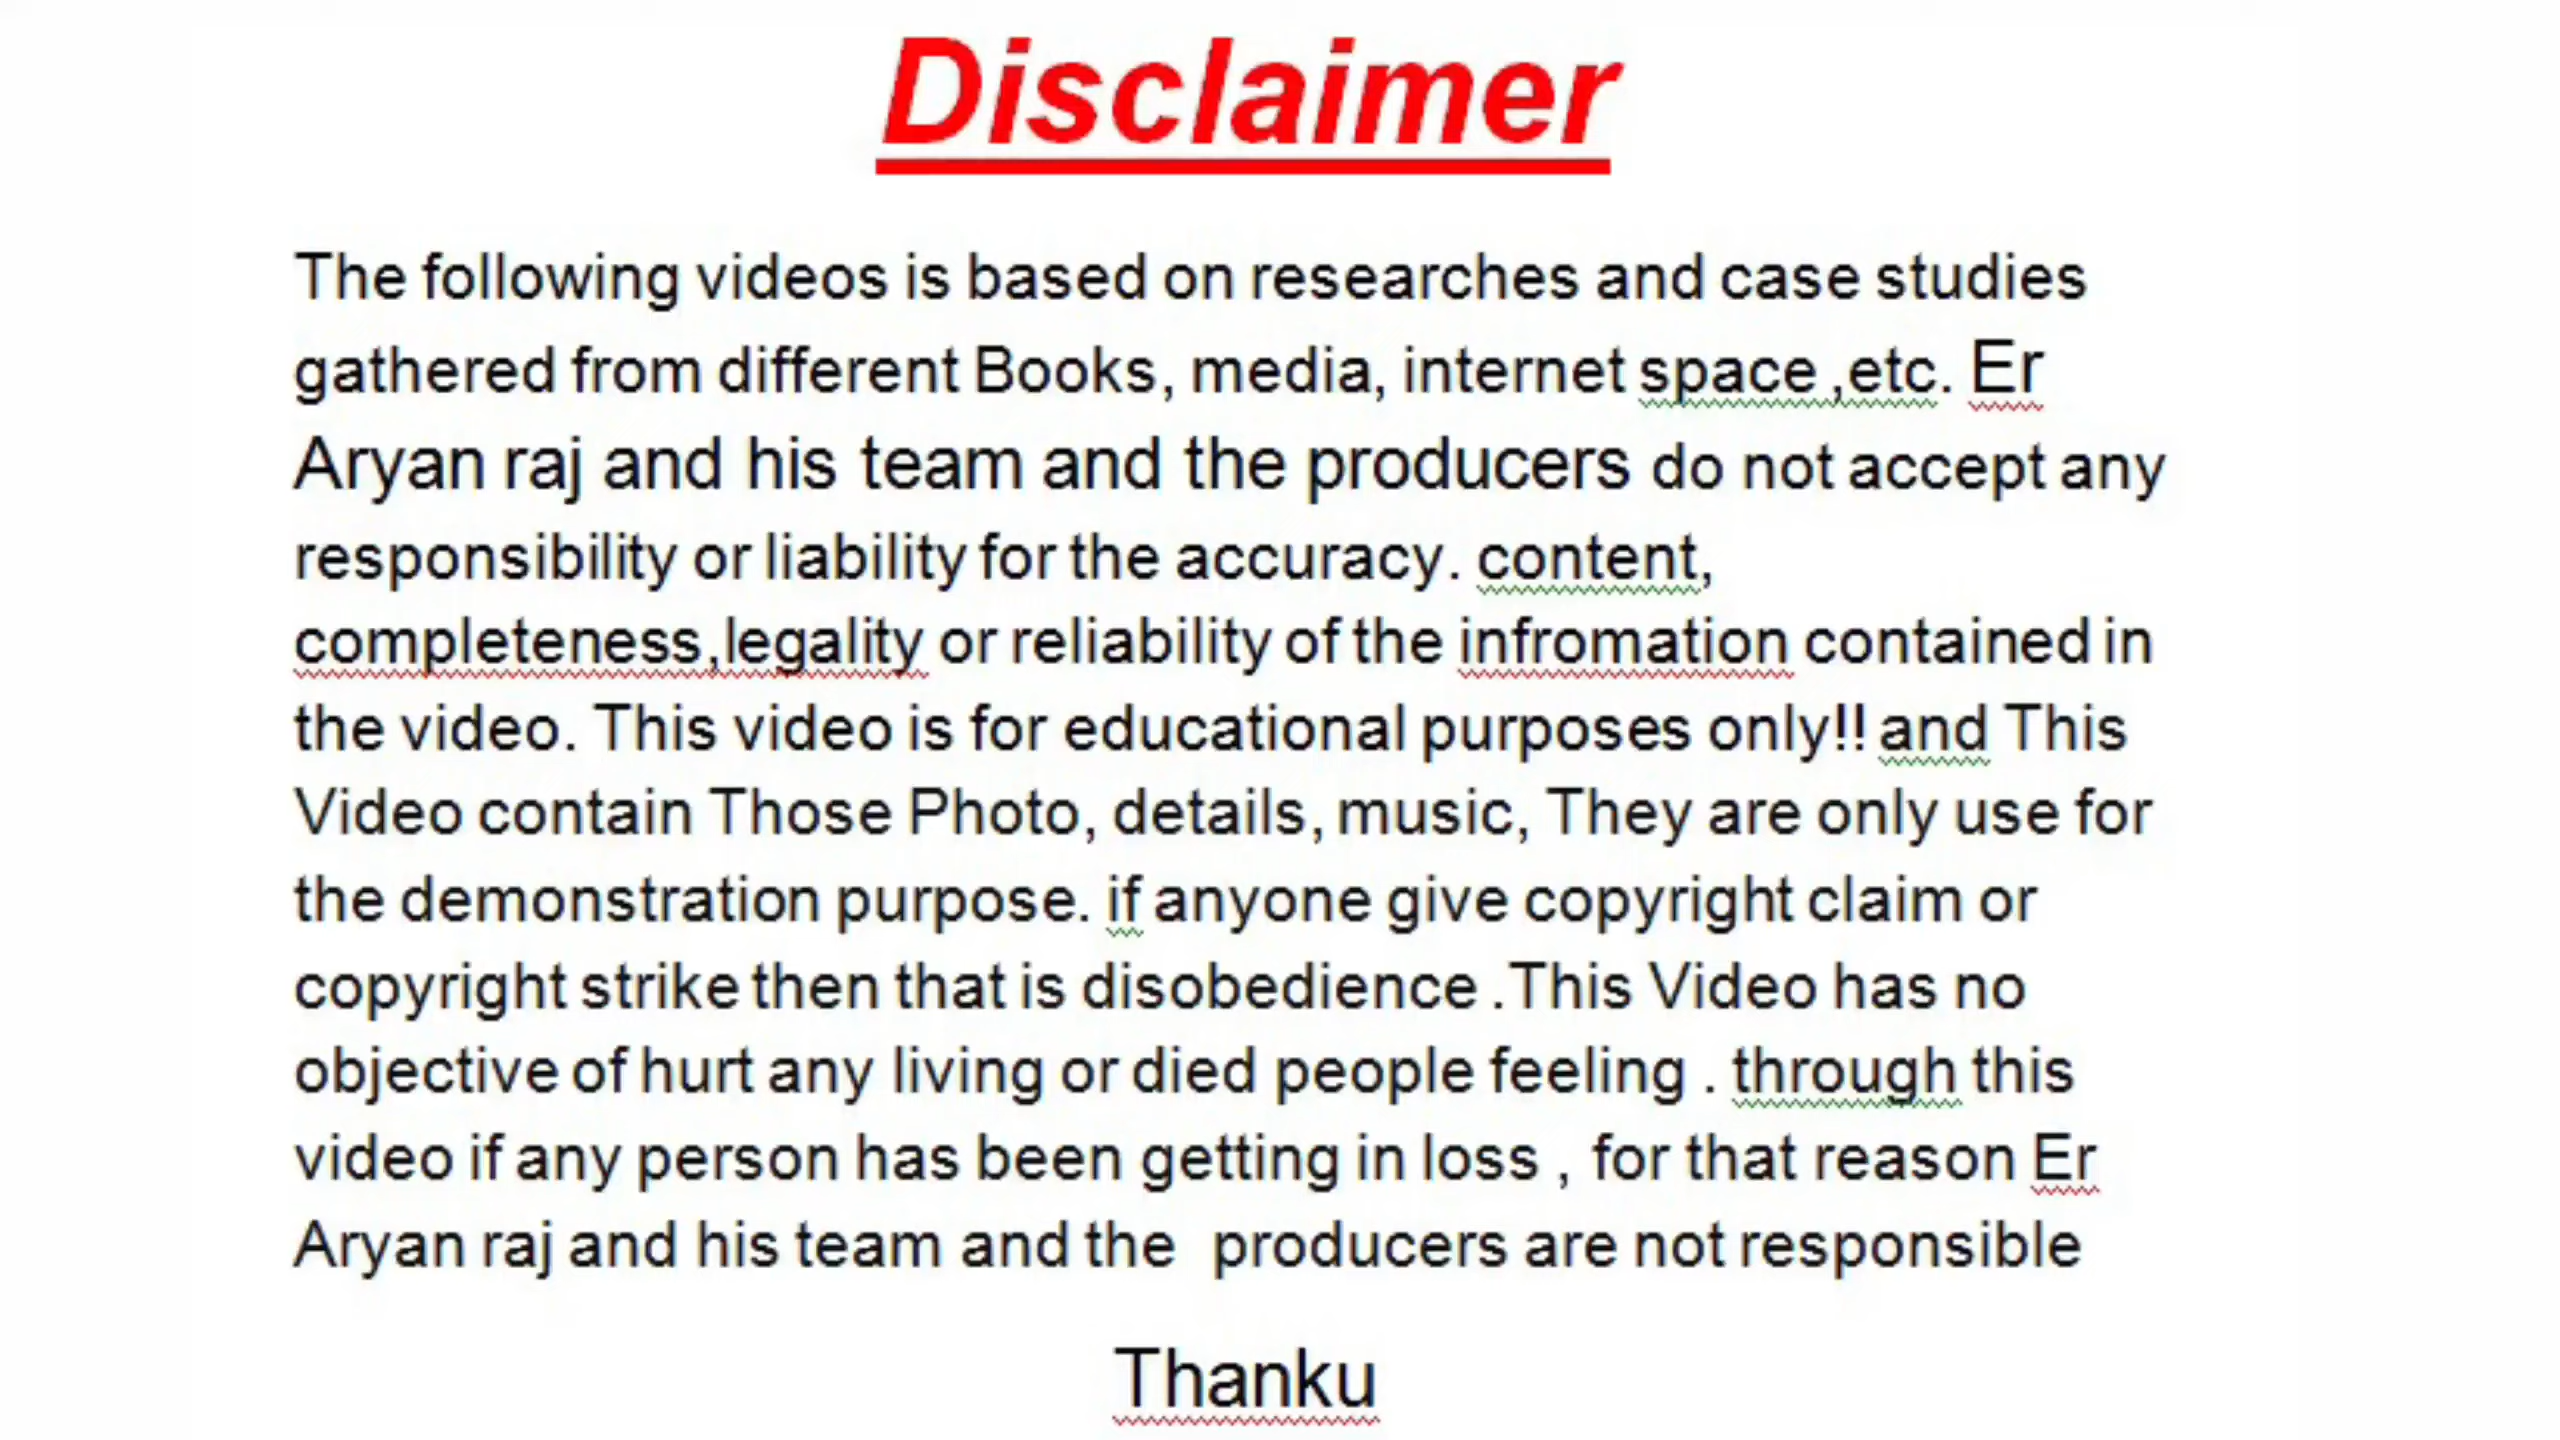 Disclaimer
The following videos is based on researches and case studies
gathered from different Books, media, internet space ,etc. Er
Aryan raj and his team and the producers do not accept any
responsibility or liability for the accuracy. content,
completeness,legality or reliability of the infromation contained in
the video. This video is for educational purposes only!! and This
Video contain Those Photo, details, music, They are only use for
the demonstration purpose. if anyone give copyright claim or
copyright strike then that is disobedience .This Video has no
objective of hurt any living or died people feeling . through this
video if any person has been getting in loss , for that reason Er
Aryan raj and his team and the  producers are not responsible
Thanku